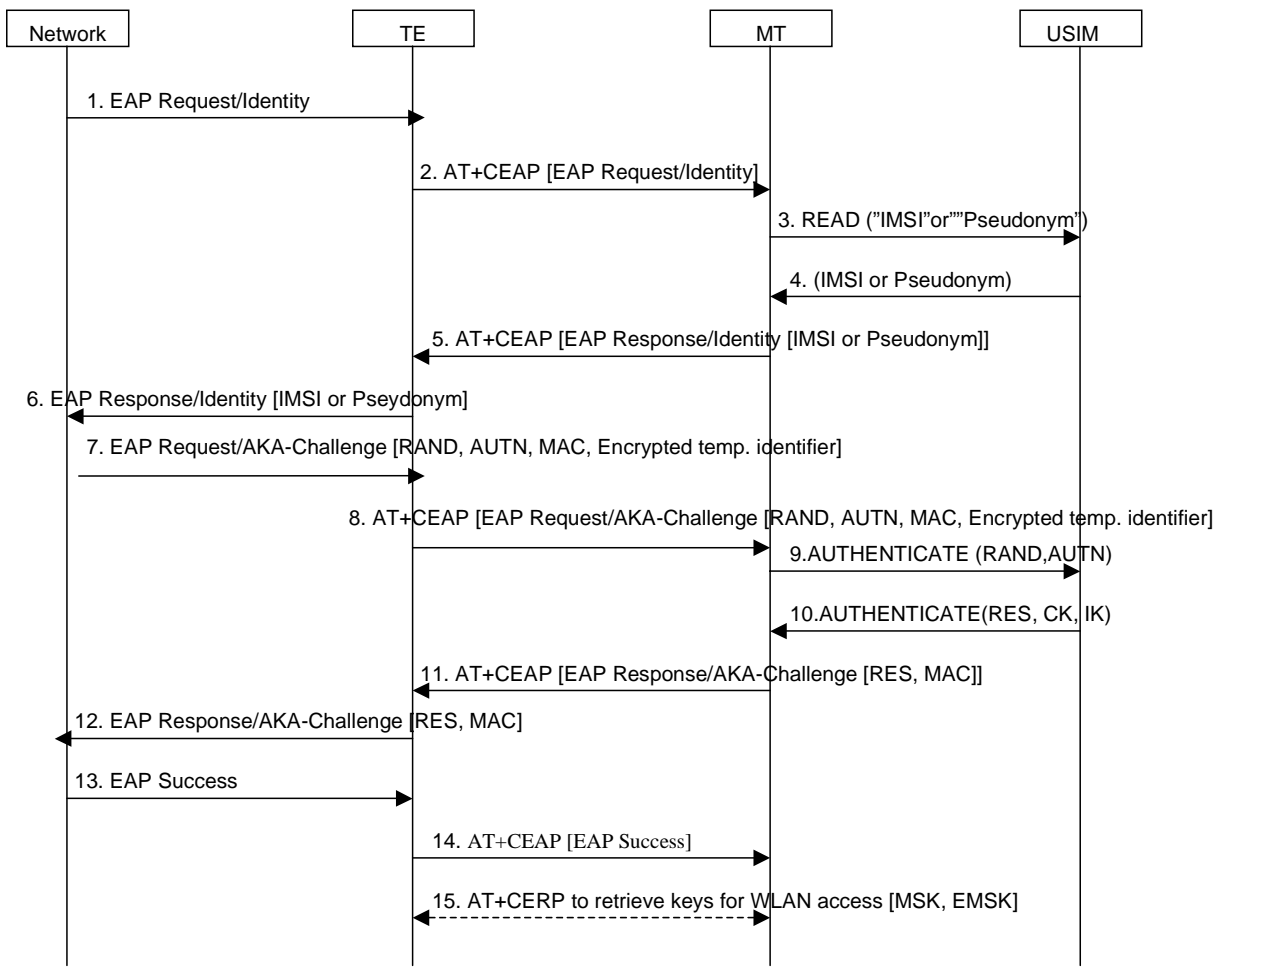 Network
TE
MT
USIM
1. EAP Request/Identity
2. AT+CEAP [EAP Request/Identity]
3. READ (”IMSI”or””Pseudonym”)
4. (IMSI or Pseudonym)
5. AT+CEAP [EAP Response/Identity [IMSI or Pseudonym]]
6. EAP Response/Identity [IMSI or Pseydonym]
7. EAP Request/AKA-Challenge [RAND, AUTN, MAC, Encrypted temp. identifier]
8. AT+CEAP [EAP Request/AKA-Challenge [RAND, AUTN, MAC, Encrypted temp. identifier]
9.AUTHENTICATE (RAND,AUTN)
10.AUTHENTICATE(RES, CK, IK)
11. AT+CEAP [EAP Response/AKA-Challenge [RES, MAC]]
12. EAP Response/AKA-Challenge [RES, MAC]
13. EAP Success
14. AT+CEAP [EAP Success]
15. AT+CERP to retrieve keys for WLAN access [MSK, EMSK]